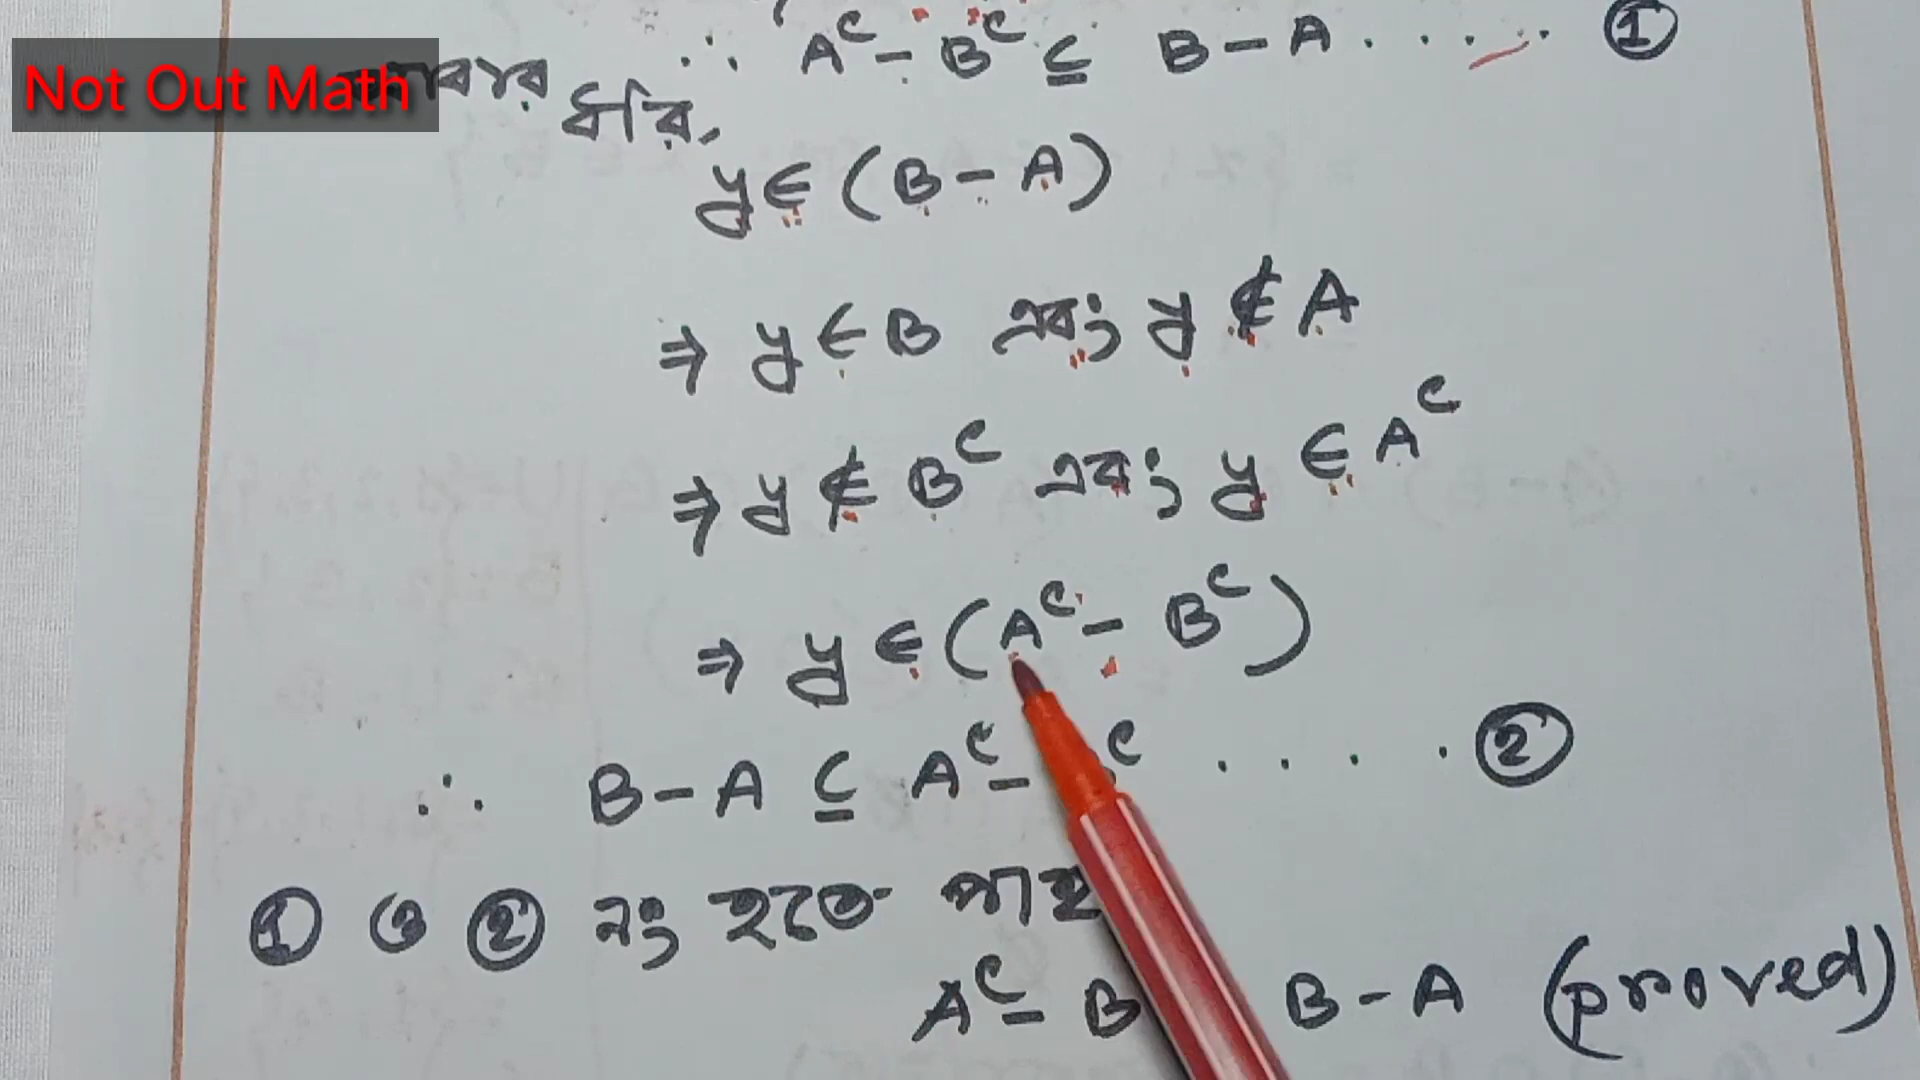 ∴ Aᶜ - Bᶜ ⊆ B - A . . . . . ①
Not Out Math
ধরি,
y ∈ (B - A)
⇒ y ∈ B এবং y ∉ A
⇒ y ∉ Bᶜ এবং y ∈ Aᶜ
⇒ y ∈ (Aᶜ - Bᶜ)
∴ B - A ⊆ Aᶜ - ᶜ . . . . ②
① ও ② নং হতে পাই
Aᶜ - B B - A (proved)